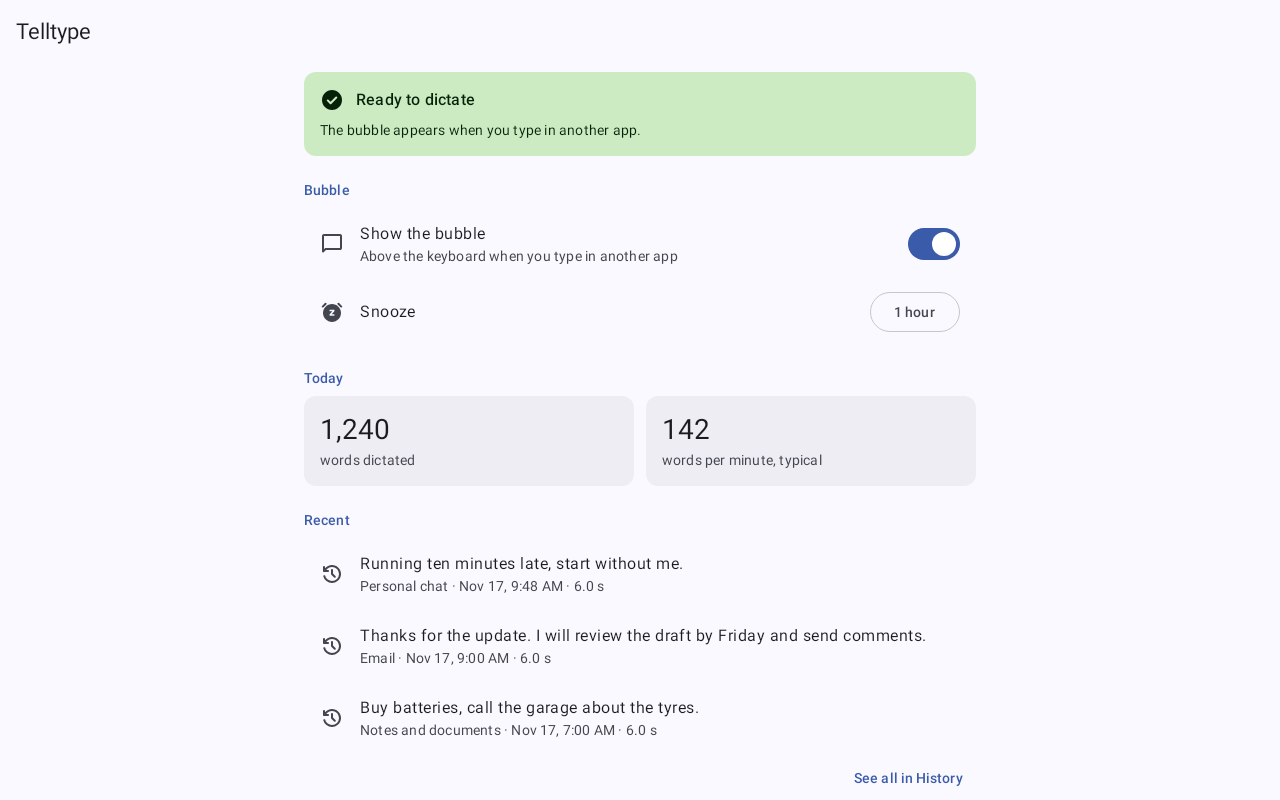 Telltype
Ready to dictate
The bubble appears when you type in another app.
Bubble
Show the bubble
Above the keyboard when you type in another app
Snooze
1 hour
Today
1,240
words dictated
142
words per minute, typical
Recent
Running ten minutes late, start without me.
Personal chat · Nov 17, 9:48 AM · 6.0 s
Thanks for the update. I will review the draft by Friday and send comments.
Email · Nov 17, 9:00 AM · 6.0 s
Buy batteries, call the garage about the tyres.
Notes and documents · Nov 17, 7:00 AM · 6.0 s
See all in History